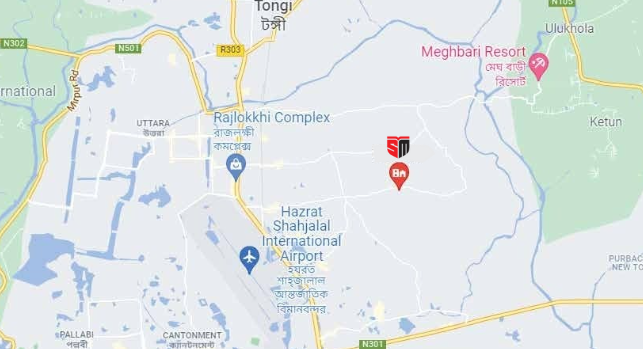 Tongi
টঙ্গী
N105
Ulukhola
N302
N501
R303
Meghbari Resort
মেঘ বাড়ী
রিসোর্ট
Mirpur Rd
rnational
Rajlokkhi Complex
রাজলক্ষী
কমপ্লেক্স
UTTARA
উত্তরা
Ketun
SM
Hazrat
Shahjalal
International
Airport
হযরত
শাহজালাল
আন্তর্জাতিক
বিমানবন্দর
PURBAC
NEW TO
PALLABI
পল্লবী
CANTONMENT
ক্যান্টনমেন্ট
N301